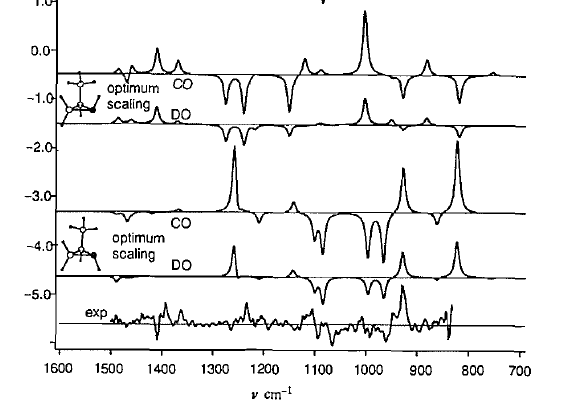 1.0
0.0
-1.0
-2.0
-3.0
-4.0
-5.0
CO
optimum
scaling
DO
CO
optimum
scaling
DO
exp
1600 1500 1400 1300 1200 1100 1000 900 800 700
ν cm⁻¹